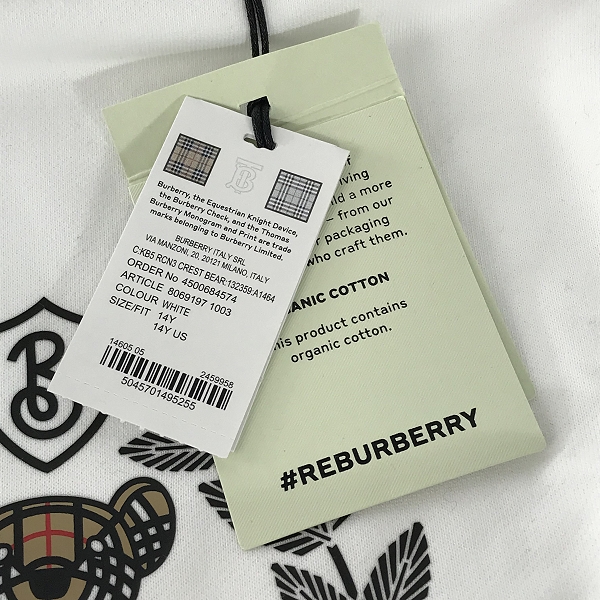 Burberry, the Equestrian Knight Device,
the Burberry Check, and the Thomas
Burberry Monogram and Print are trade
marks belonging to Burberry Limited.
BURBERRY ITALY SRL
VIA MANZONI, 20, 20121 MILANO, ITALY
C:KB5 RCN3 CREST BEAR:132359:A1464
ORDER No 4500684574
ARTICLE 8069197 1003
COLOUR WHITE
SIZE/FIT 14Y
14Y US
14605 05 2459958
5045701495255
a more
– from our
packaging
who craft them.
COTTON
product contains
organic cotton.
#REBURBERRY